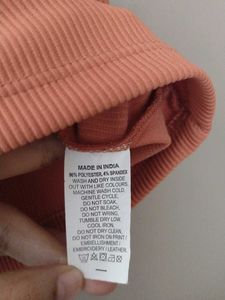 MADE IN INDIA
96% POLYESTER, 4% SPANDEX
WASH AND DRY INSIDE
OUT WITH LIKE COLOURS,
MACHINE WASH COLD,
GENTLE CYCLE,
DO NOT SOAK,
DO NOT BLEACH,
DO NOT WRING,
TUMBLE DRY LOW,
COOL IRON,
DO NOT DRY CLEAN,
DO NOT IRON ON PRINT /
EMBELLISHMENT /
EMBROIDERY / LEATHER.